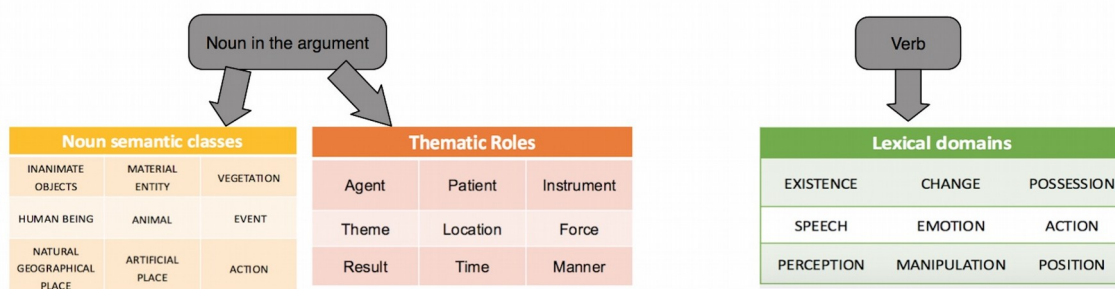 Noun in the argument
Verb
Noun semantic classes
INANIMATE
OBJECTS
MATERIAL
ENTITY
VEGETATION
HUMAN BEING
ANIMAL
EVENT
NATURAL
GEOGRAPHICAL
PLACE
ARTIFICIAL
PLACE
ACTION
Thematic Roles
Agent
Patient
Instrument
Theme
Location
Force
Result
Time
Manner
Lexical domains
EXISTENCE
CHANGE
POSSESSION
SPEECH
EMOTION
ACTION
PERCEPTION
MANIPULATION
POSITION